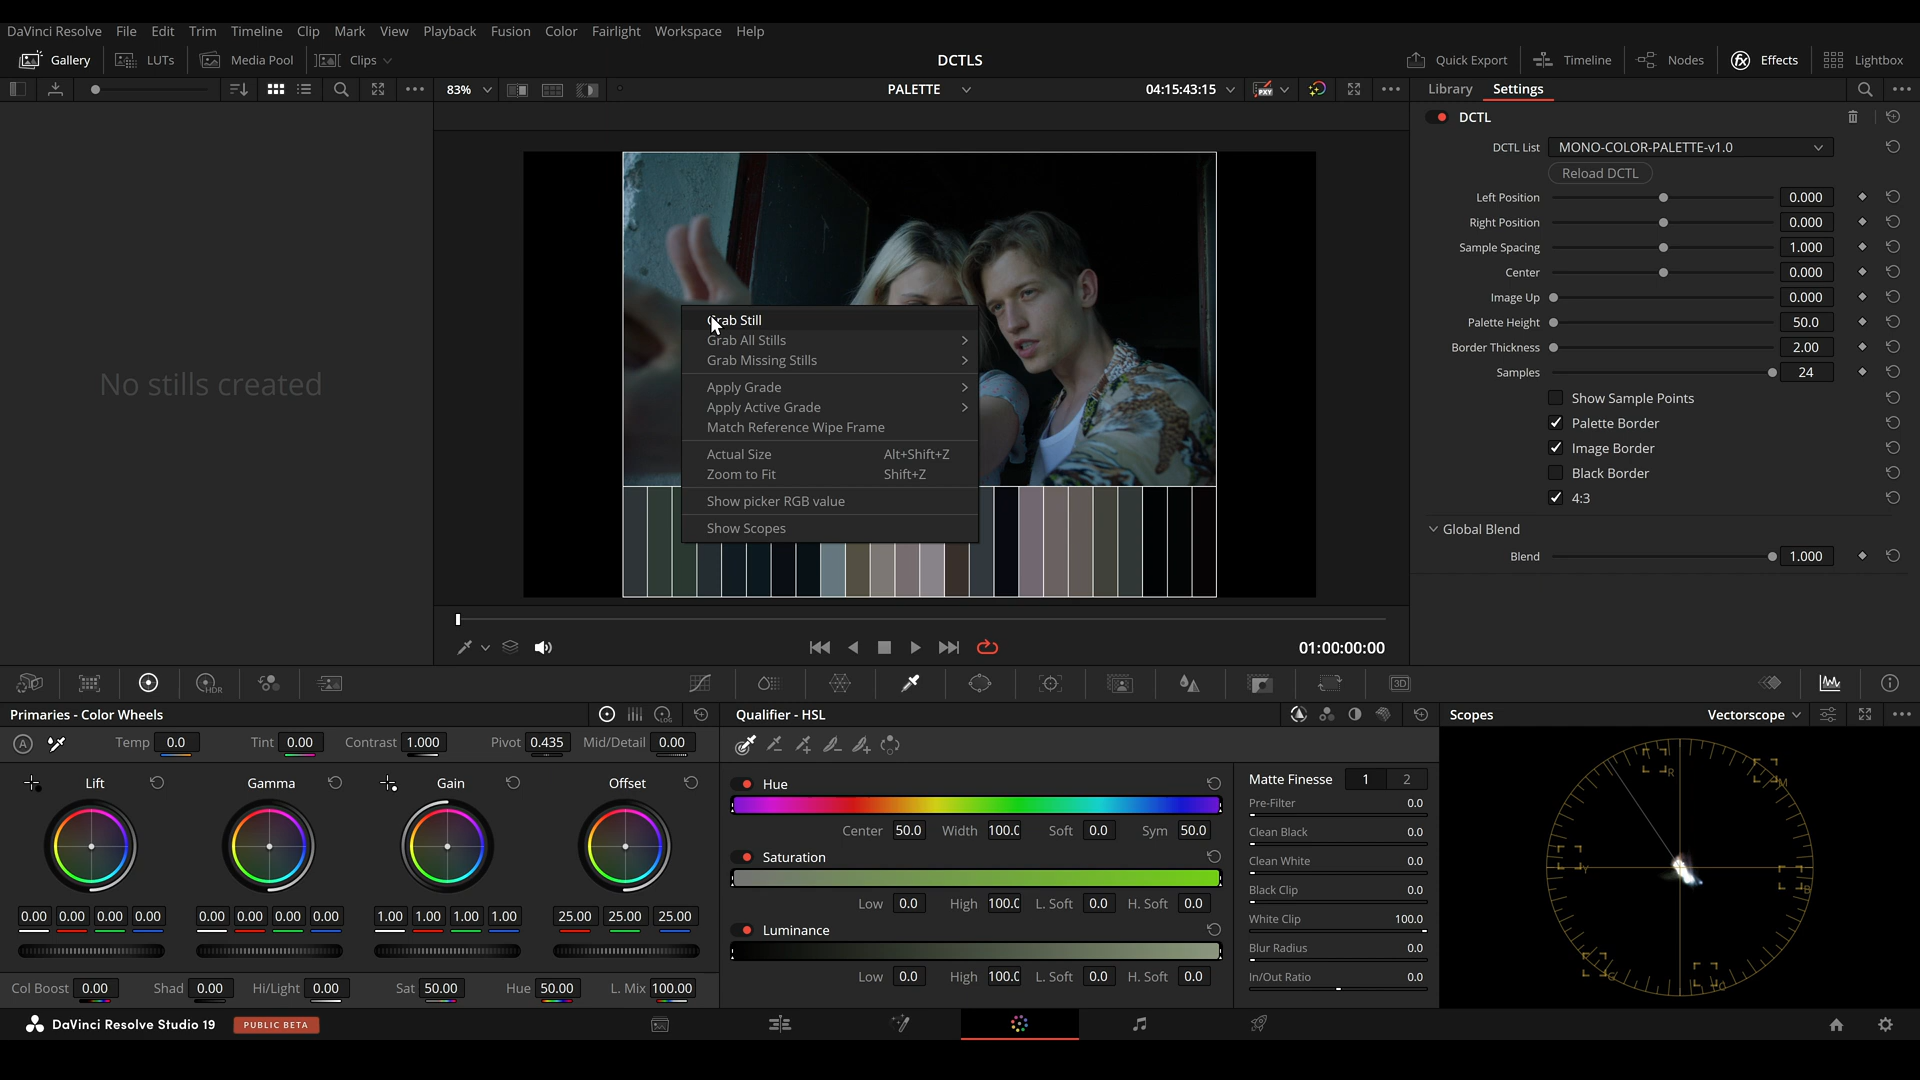 DaVinci Resolve File Edit Trim Timeline Clip Mark View Playback Fusion Color Fairlight Workspace Help
Gallery LUTs Media Pool Clips DCTLS Quick Export Timeline Nodes Effects Lightbox
83% PALETTE 04:15:43:15 PXY Library Settings
DCTL
DCTL List MONO-COLOR-PALETTE-v1.0
Reload DCTL
Left Position 0.000
Right Position 0.000
Sample Spacing 1.000
Center 0.000
Image Up 0.000
Palette Height 50.0
Border Thickness 2.00
Samples 24
Show Sample Points
Palette Border
Image Border
Black Border
4:3
Global Blend
Blend 1.000
No stills created
Grab Still
Grab All Stills
Grab Missing Stills
Apply Grade
Apply Active Grade
Match Reference Wipe Frame
Actual Size Alt+Shift+Z
Zoom to Fit Shift+Z
Show picker RGB value
Show Scopes
01:00:00:00
HDR 3D
Primaries - Color Wheels LOG
A Temp 0.0 Tint 0.00 Contrast 1.000 Pivot 0.435 Mid/Detail 0.00
Lift Gamma Gain Offset
0.00 0.00 0.00 0.00 0.00 0.00 0.00 0.00 1.00 1.00 1.00 1.00 25.00 25.00 25.00
Col Boost 0.00 Shad 0.00 Hi/Light 0.00 Sat 50.00 Hue 50.00 L. Mix 100.00
Qualifier - HSL
Hue
Center 50.0 Width 100.0 Soft 0.0 Sym 50.0
Saturation
Low 0.0 High 100.0 L. Soft 0.0 H. Soft 0.0
Luminance
Low 0.0 High 100.0 L. Soft 0.0 H. Soft 0.0
Matte Finesse 1 2
Pre-Filter 0.0
Clean Black 0.0
Clean White 0.0
Black Clip 0.0
White Clip 100.0
Blur Radius 0.0
In/Out Ratio 0.0
Scopes Vectorscope
R
M
Y
B
G
DaVinci Resolve Studio 19 PUBLIC BETA